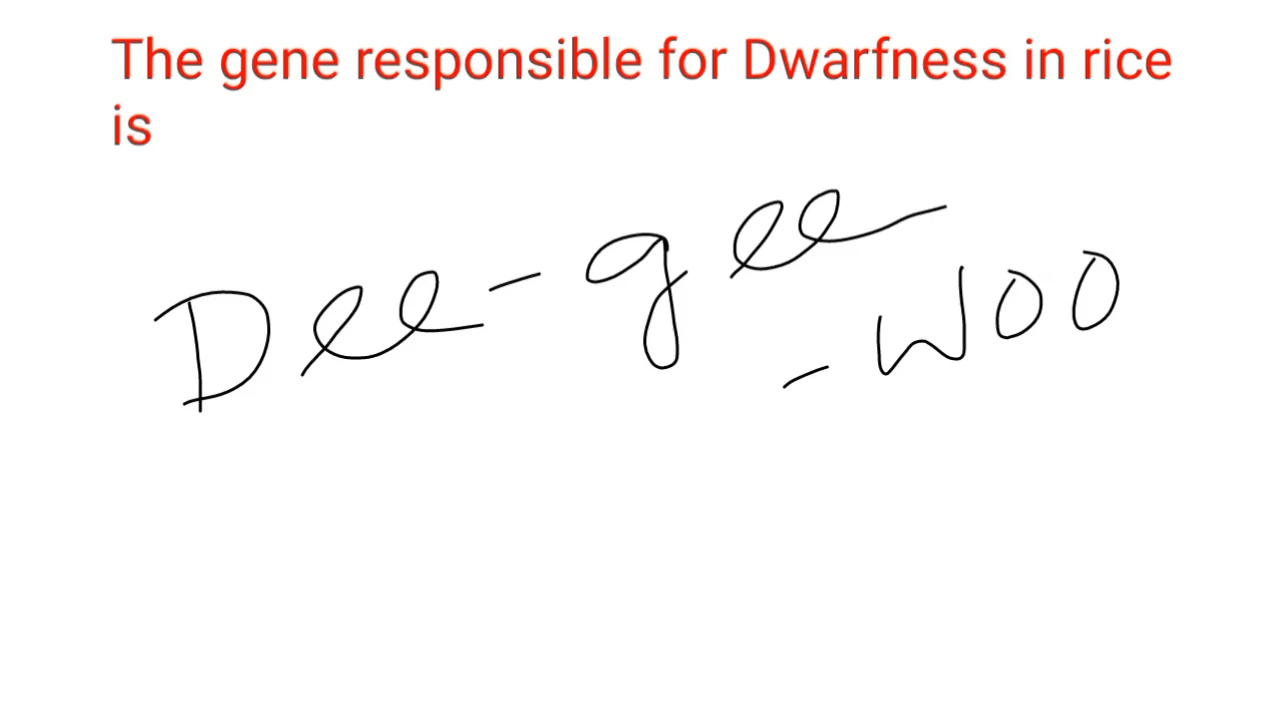 The gene responsible for Dwarfness in rice
is
Dee-gee
-woo